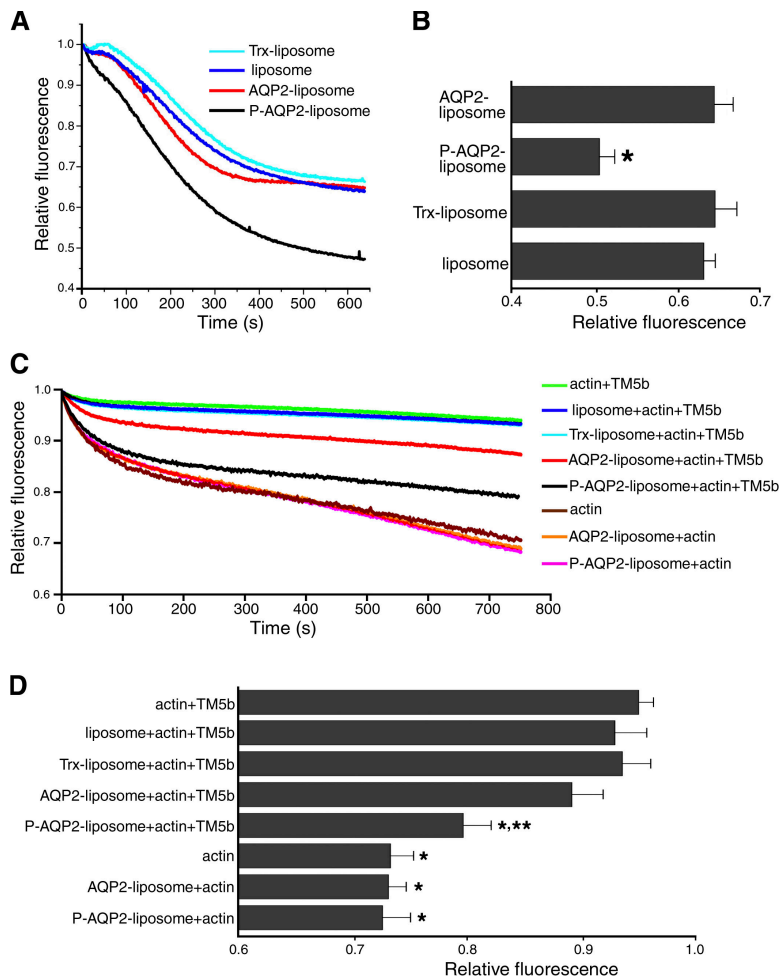 A
Relative fluorescence
1.0
0.9
0.8
0.7
0.6
0.5
0.4
Trx-liposome
liposome
AQP2-liposome
P-AQP2-liposome
0 100 200 300 400 500 600
Time (s)
B
AQP2-
liposome
P-AQP2-
liposome
*
Trx-liposome
liposome
0.4 0.5 0.6 0.7
Relative fluorescence
C
Relative fluorescence
1.0
0.9
0.8
0.7
0.6
0 100 200 300 400 500 600 700 800
Time (s)
actin+TM5b
liposome+actin+TM5b
Trx-liposome+actin+TM5b
AQP2-liposome+actin+TM5b
P-AQP2-liposome+actin+TM5b
actin
AQP2-liposome+actin
P-AQP2-liposome+actin
D
actin+TM5b
liposome+actin+TM5b
Trx-liposome+actin+TM5b
AQP2-liposome+actin+TM5b
P-AQP2-liposome+actin+TM5b *,**
actin *
AQP2-liposome+actin *
P-AQP2-liposome+actin *
0.6 0.7 0.8 0.9 1.0
Relative fluorescence